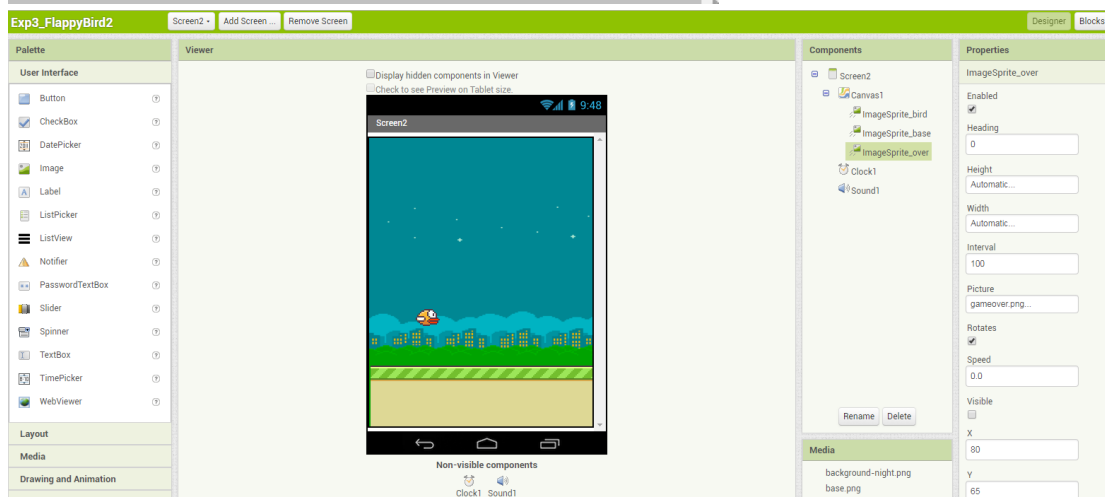 Exp3_FlappyBird2 Screen2 Add Screen ... Remove Screen Designer Blocks
Palette
User Interface
Button
CheckBox
DatePicker
Image
Label
ListPicker
ListView
Notifier
PasswordTextBox
Slider
Spinner
TextBox
TimePicker
WebViewer
Layout
Media
Drawing and Animation
Viewer
Display hidden components in Viewer
Check to see Preview on Tablet size.
9:48
Screen2
Non-visible components
Clock1 Sound1
Components
Screen2
Canvas1
ImageSprite_bird
ImageSprite_base
ImageSprite_over
Clock1
Sound1
Rename Delete
Media
background-night.png
base.png
Properties
ImageSprite_over
Enabled
Heading
0
Height
Automatic...
Width
Automatic...
Interval
100
Picture
gameover.png...
Rotates
Speed
0.0
Visible
X
80
Y
65